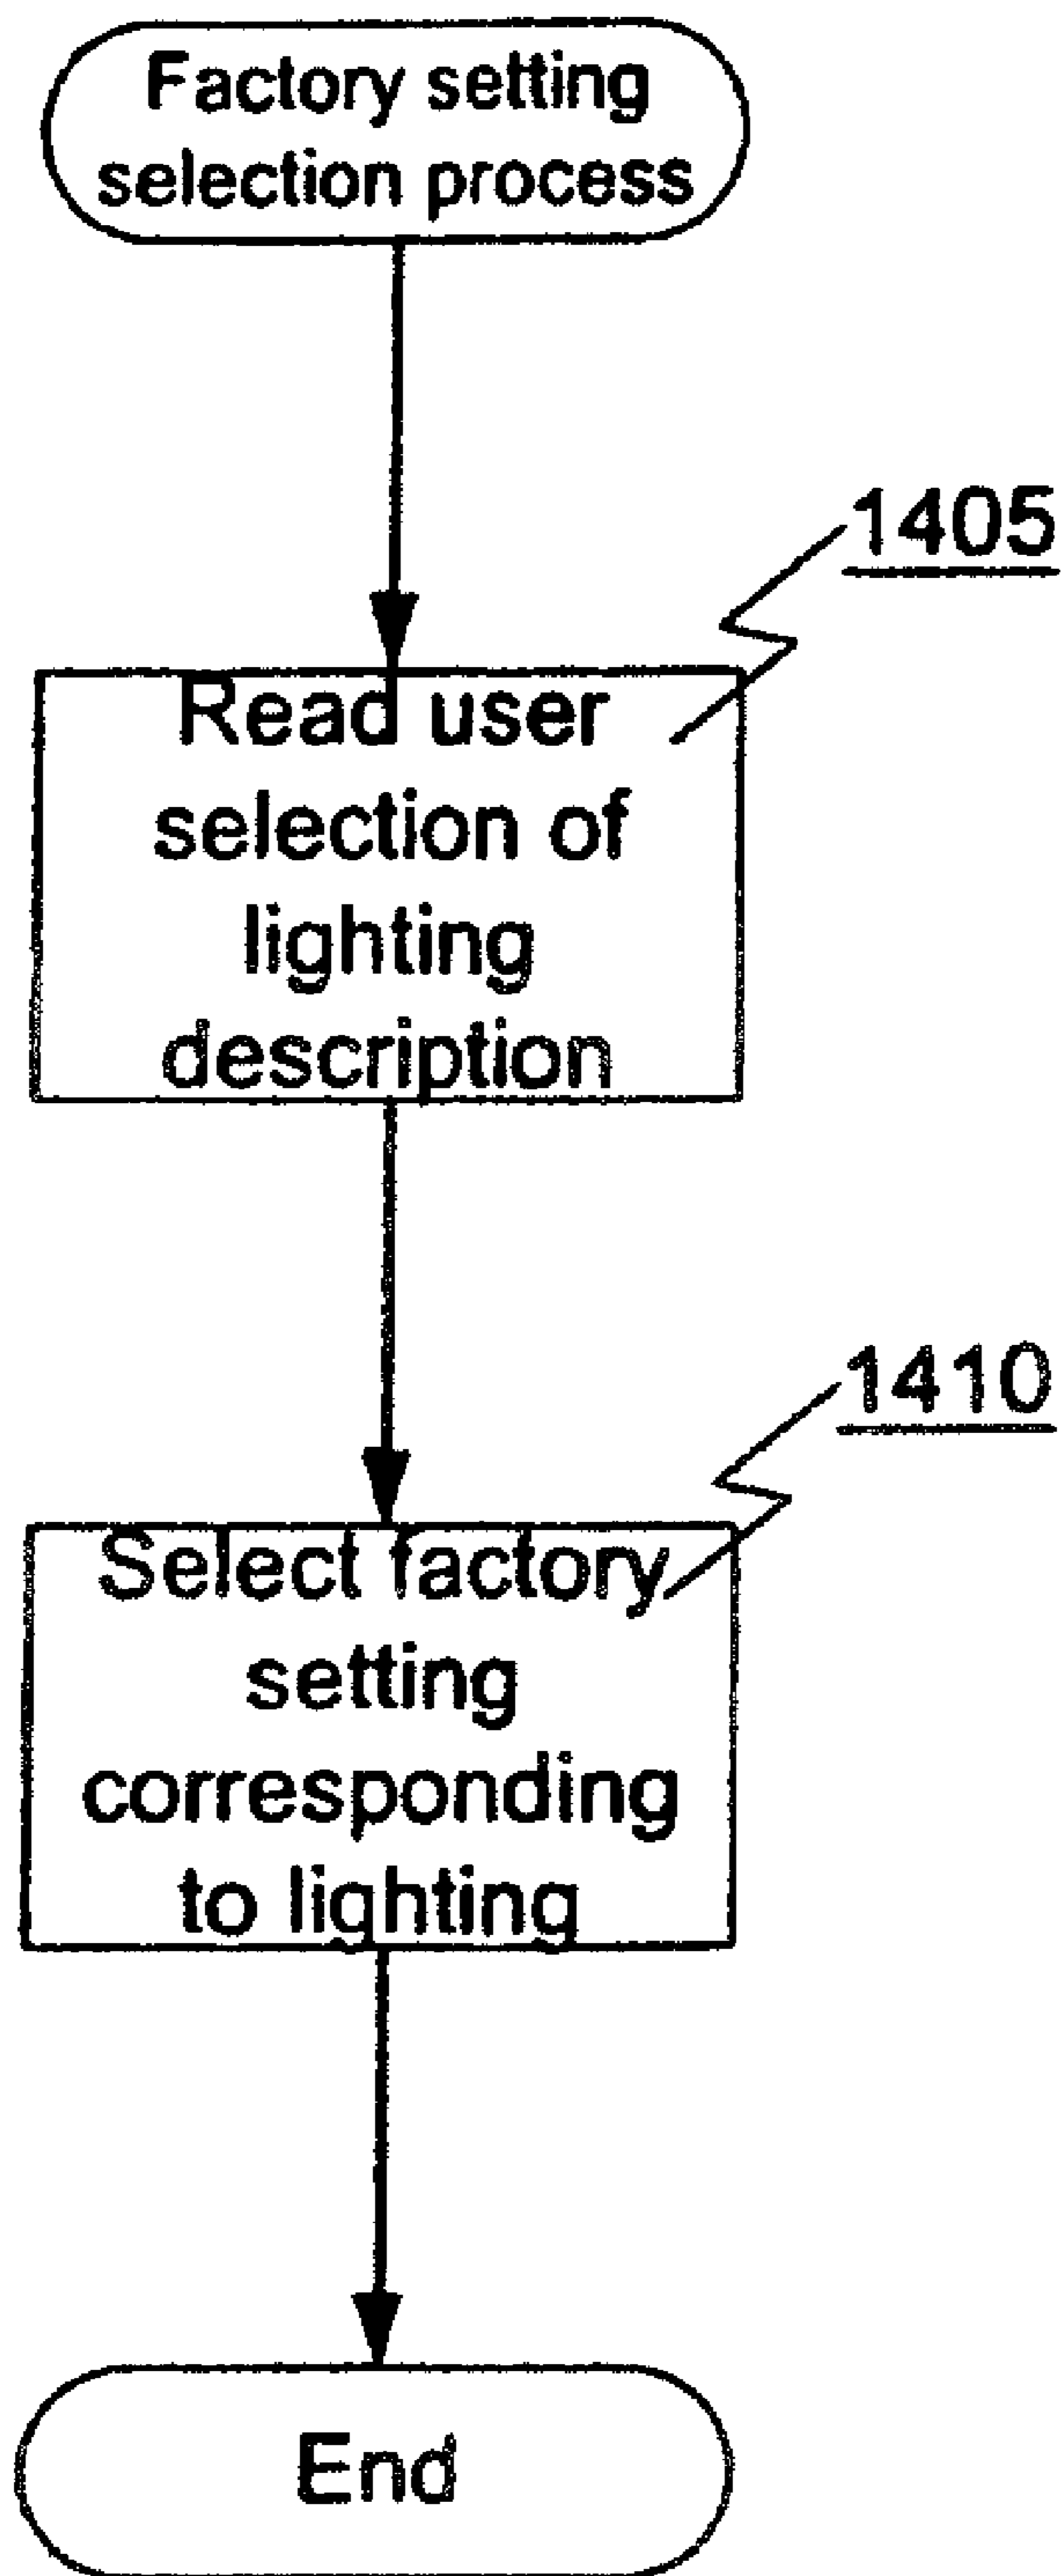 Factory setting
selection process
1405
Read user
selection of
lighting
description
1410
Select factory
setting
corresponding
to lighting
End